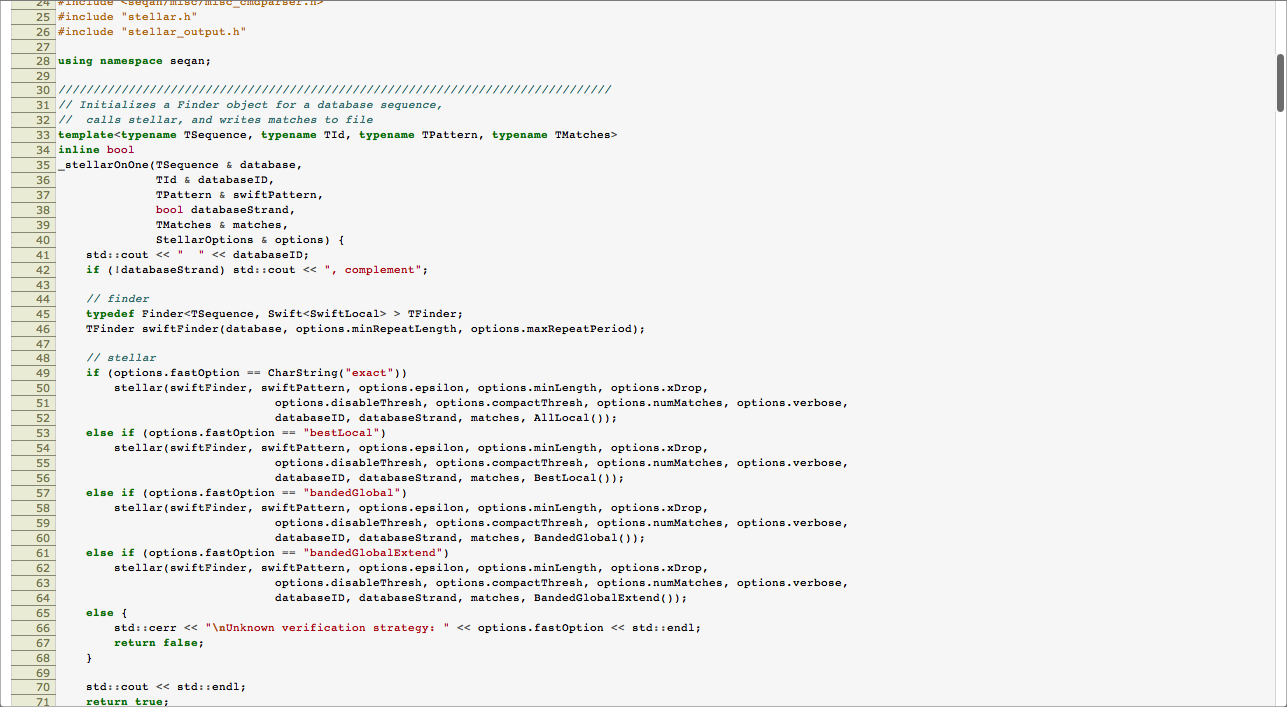 24 #include <seqan/misc/misc_cmdparser.h>
25 #include "stellar.h"
26 #include "stellar_output.h"
27
28 using namespace seqan;
29
30 ///////////////////////////////////////////////////////////////////////////////
31 // Initializes a Finder object for a database sequence,
32 //  calls stellar, and writes matches to file
33 template<typename TSequence, typename TId, typename TPattern, typename TMatches>
34 inline bool
35 _stellarOnOne(TSequence & database,
36               TId & databaseID,
37               TPattern & swiftPattern,
38               bool databaseStrand,
39               TMatches & matches,
40               StellarOptions & options) {
41     std::cout << "  " << databaseID;
42     if (!databaseStrand) std::cout << ", complement";
43
44     // finder
45     typedef Finder<TSequence, Swift<SwiftLocal> > TFinder;
46     TFinder swiftFinder(database, options.minRepeatLength, options.maxRepeatPeriod);
47
48     // stellar
49     if (options.fastOption == CharString("exact"))
50         stellar(swiftFinder, swiftPattern, options.epsilon, options.minLength, options.xDrop,
51                                options.disableThresh, options.compactThresh, options.numMatches, options.verbose,
52                                databaseID, databaseStrand, matches, AllLocal());
53     else if (options.fastOption == "bestLocal")
54         stellar(swiftFinder, swiftPattern, options.epsilon, options.minLength, options.xDrop,
55                                options.disableThresh, options.compactThresh, options.numMatches, options.verbose,
56                                databaseID, databaseStrand, matches, BestLocal());
57     else if (options.fastOption == "bandedGlobal")
58         stellar(swiftFinder, swiftPattern, options.epsilon, options.minLength, options.xDrop,
59                                options.disableThresh, options.compactThresh, options.numMatches, options.verbose,
60                                databaseID, databaseStrand, matches, BandedGlobal());
61     else if (options.fastOption == "bandedGlobalExtend")
62         stellar(swiftFinder, swiftPattern, options.epsilon, options.minLength, options.xDrop,
63                                options.disableThresh, options.compactThresh, options.numMatches, options.verbose,
64                                databaseID, databaseStrand, matches, BandedGlobalExtend());
65     else {
66         std::cerr << "\nUnknown verification strategy: " << options.fastOption << std::endl;
67         return false;
68     }
69
70     std::cout << std::endl;
71     return true;